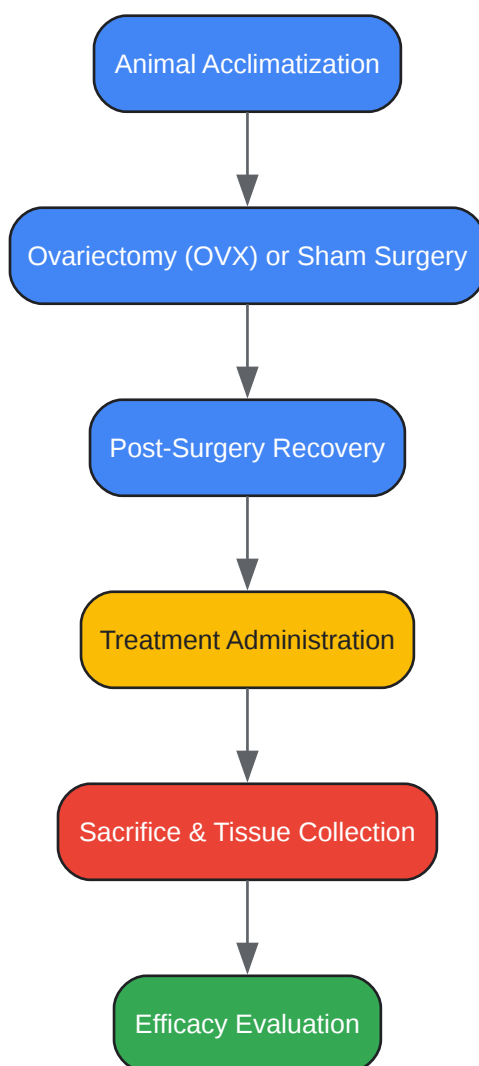 Animal Acclimatization
Ovariectomy (OVX) or Sham Surgery
Post-Surgery Recovery
Treatment Administration
Sacrifice & Tissue Collection
Efficacy Evaluation